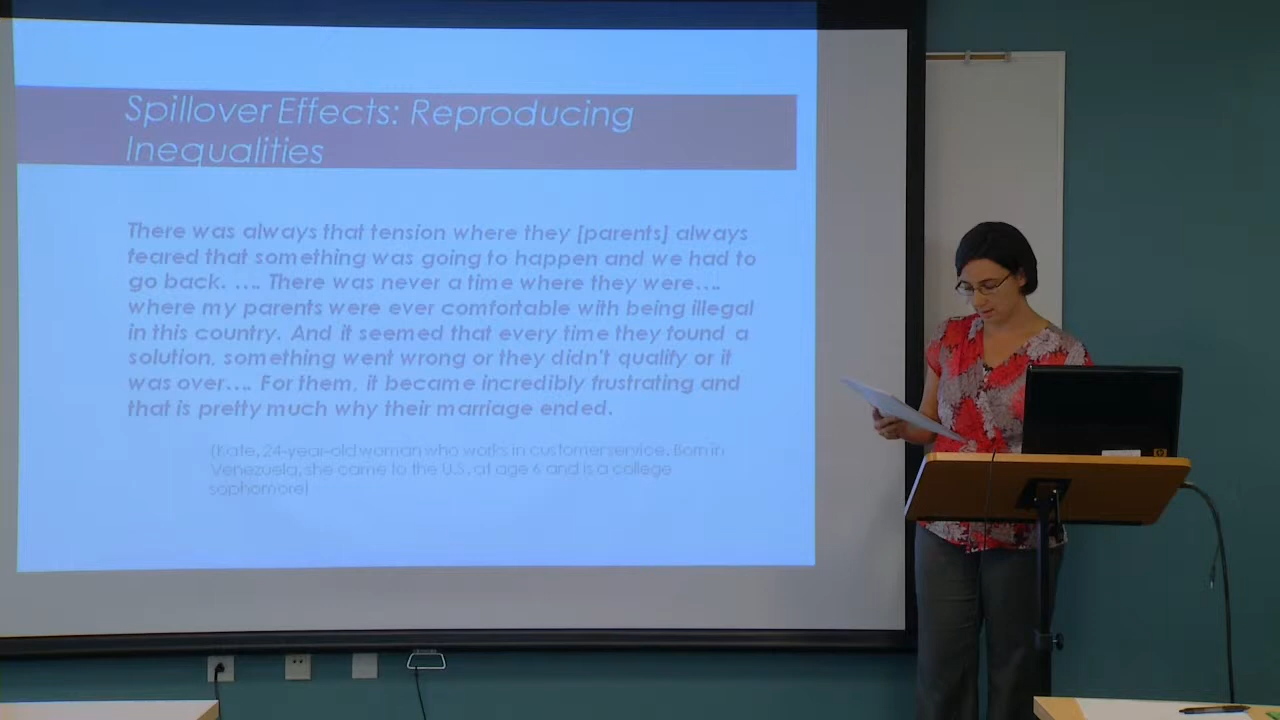 Spillover Effects: Reproducing
Inequalities
There was always that tension where they [parents] always
feared that something was going to happen and we had to
go back. .... There was never a time where they were....
where my parents were ever comfortable with being illegal
in this country. And it seemed that every time they found a
solution, something went wrong or they didn't qualify or it
was over.... For them, it became incredibly frustrating and
that is pretty much why their marriage ended.
(Kate, 24-year-old woman who works in customer service. Born in
Venezuela, she came to the U.S. at age 6 and is a college
sophomore)